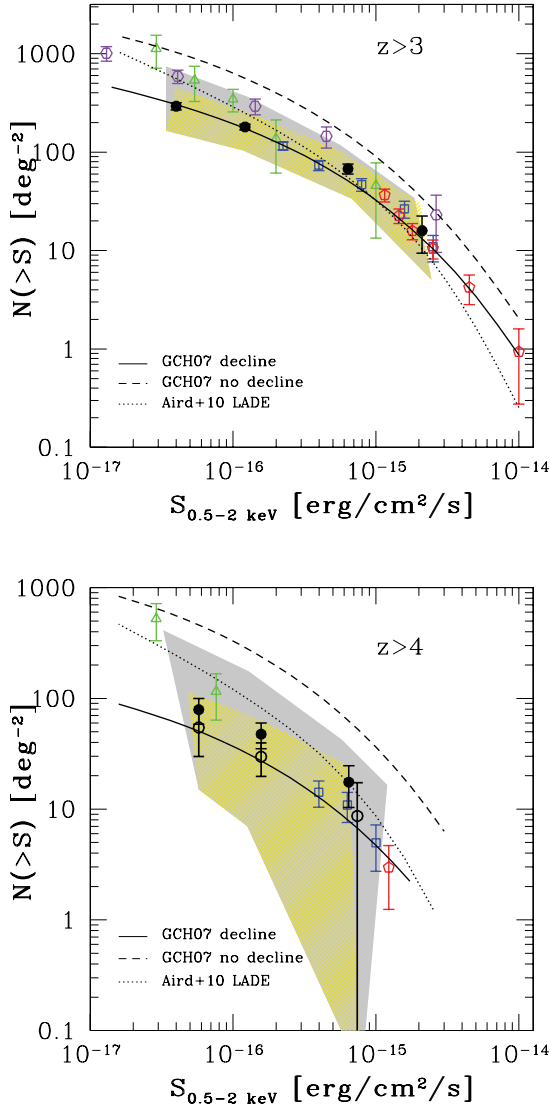 z>3
1000
100
10
1
0.1
N(>S) [deg⁻²]
GCH07 decline
GCH07 no decline
Aird+10 LADE
10⁻¹⁷ 10⁻¹⁶ 10⁻¹⁵ 10⁻¹⁴
S₀.₅₋₂ keV [erg/cm²/s]
z>4
1000
100
10
1
0.1
N(>S) [deg⁻²]
GCH07 decline
GCH07 no decline
Aird+10 LADE
10⁻¹⁷ 10⁻¹⁶ 10⁻¹⁵ 10⁻¹⁴
S₀.₅₋₂ keV [erg/cm²/s]